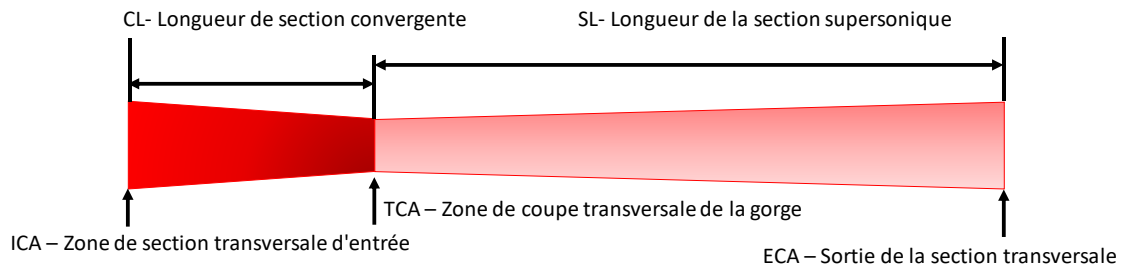 CL- Longueur de section convergente
SL- Longueur de la section supersonique
TCA – Zone de coupe transversale de la gorge
ICA – Zone de section transversale d'entrée
ECA – Sortie de la section transversale